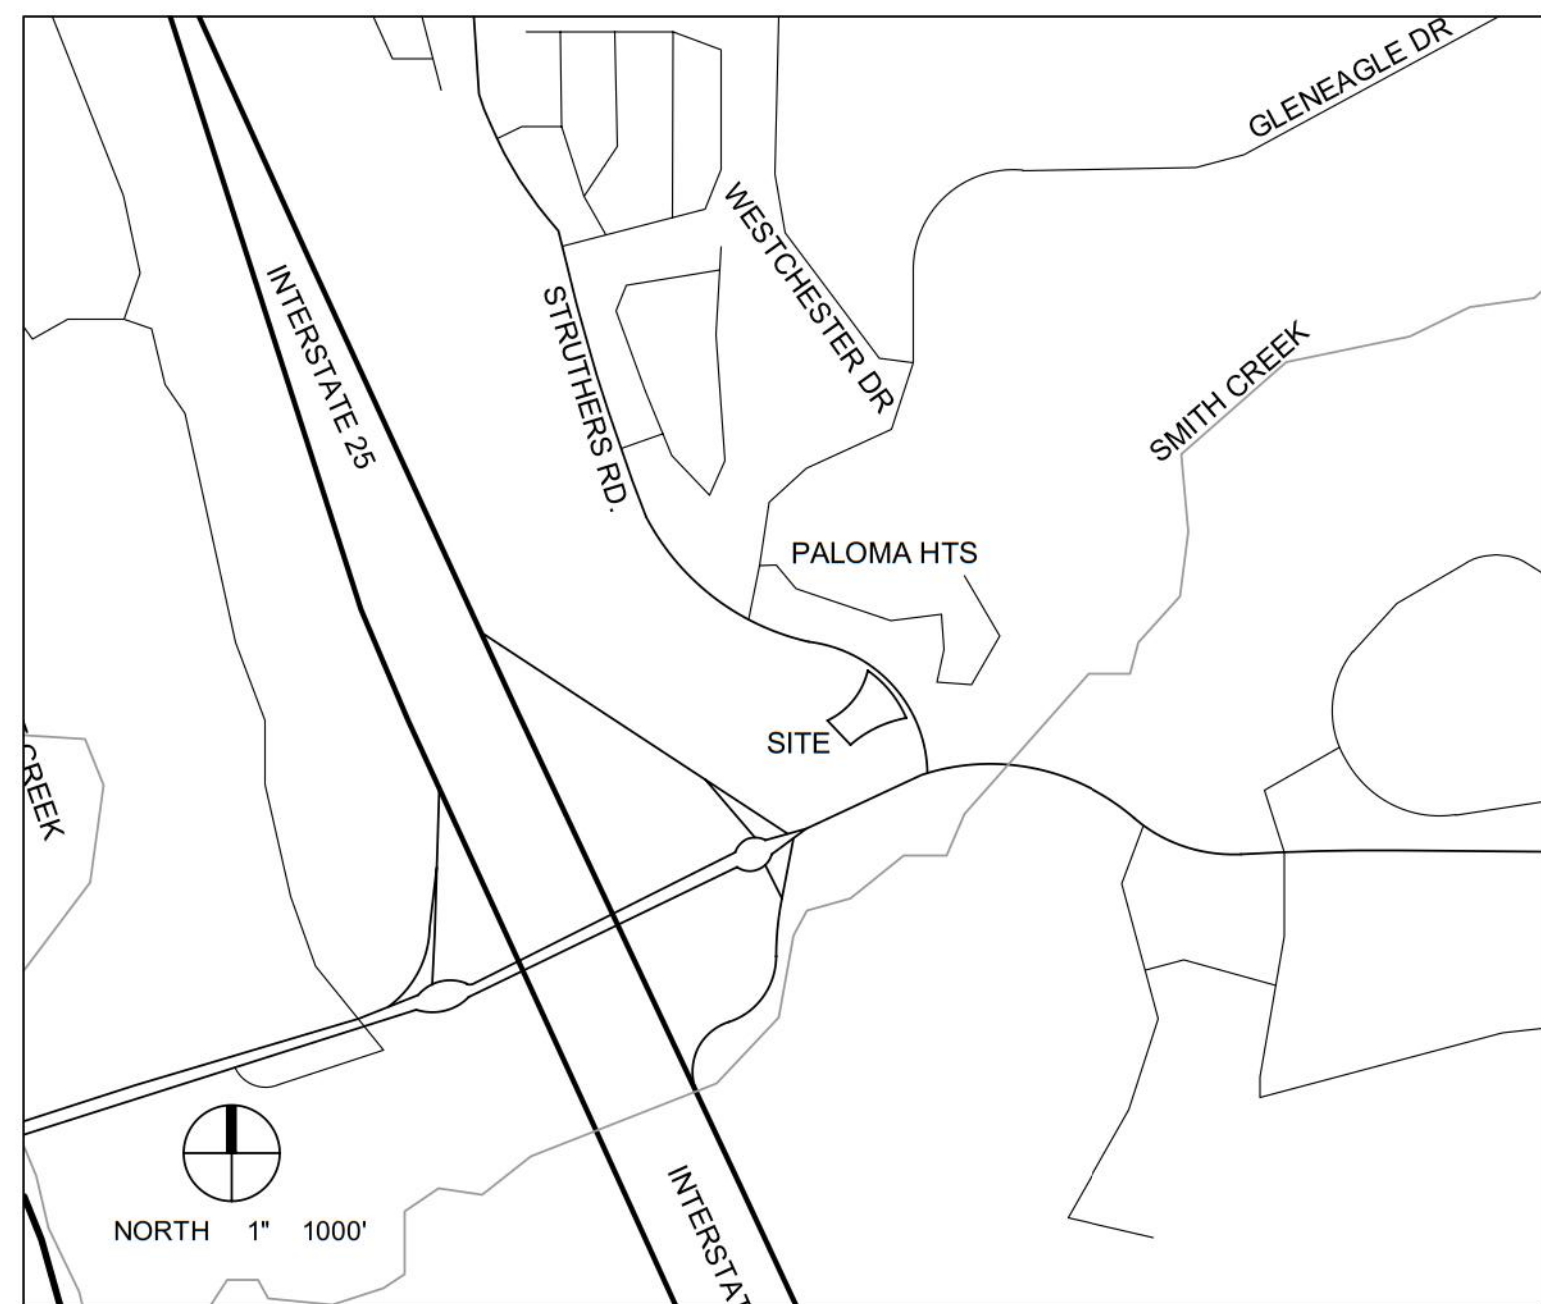 GLENEAGLE DR
WESTCHESTER DR
INTERSTATE 25
STRUTHERS RD.
SMITH CREEK
PALOMA HTS
SITE
CREEK
NORTH 1" 1000'
INTERSTAT